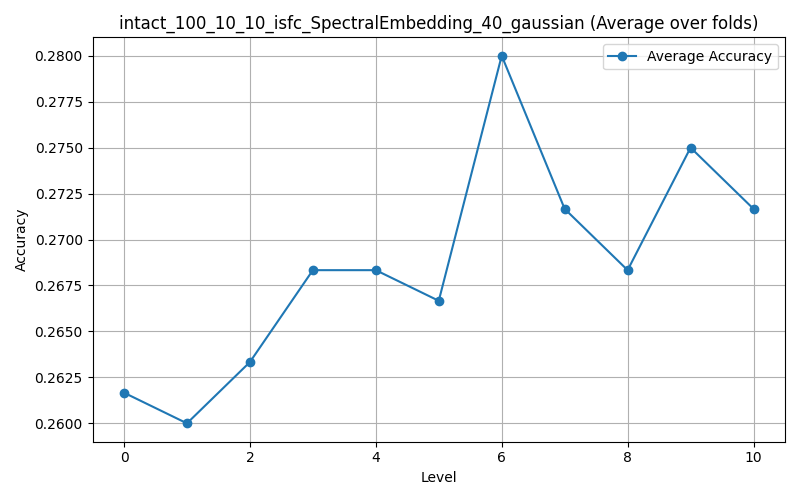 intact_100_10_10_isfc_SpectralEmbedding_40_gaussian (Average over folds)
Average Accuracy
0.2800
0.2775
0.2750
0.2725
0.2700
0.2675
0.2650
0.2625
0.2600
Accuracy
0 2 4 6 8 10
Level